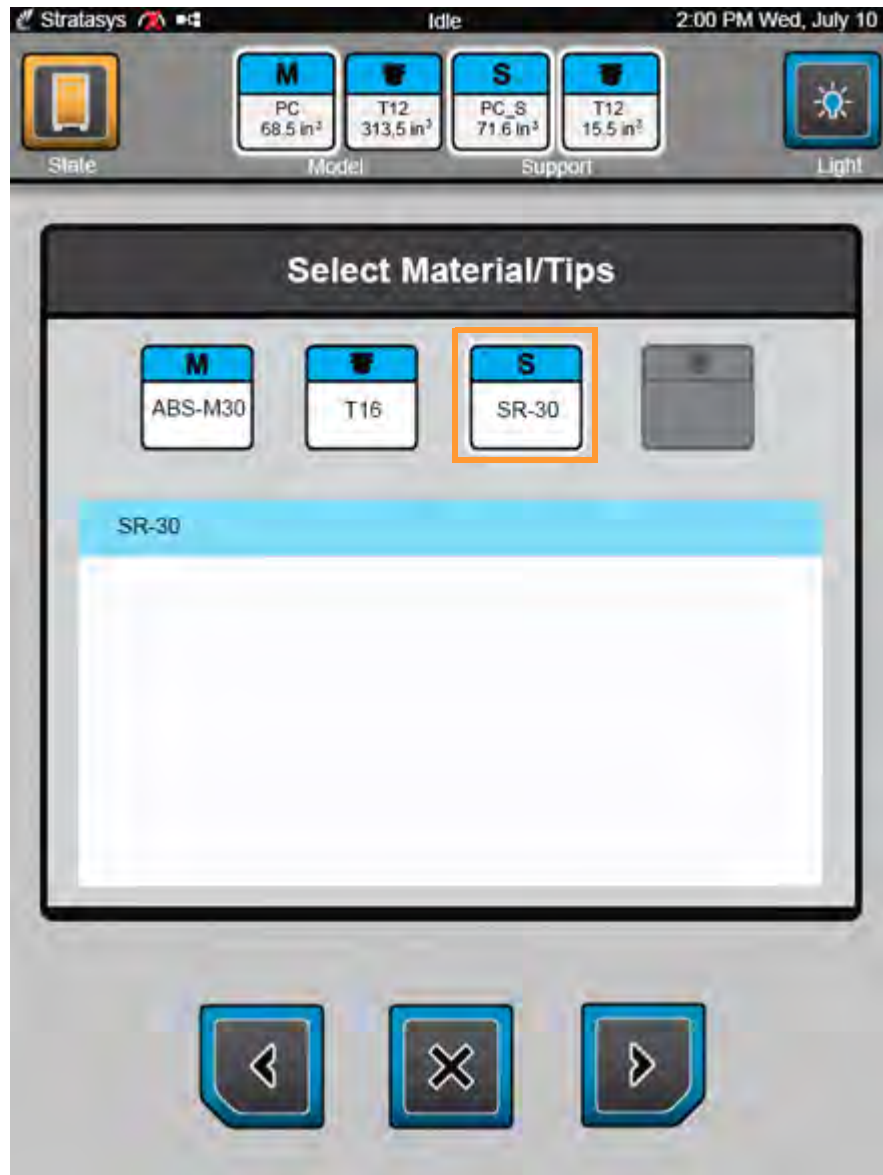 Stratasys Idle 2:00 PM Wed, July 10
M S
PC T12 PC_S T12
68.5 in³ 313.5 in³ 71.6 in³ 15.5 in³
State Model Support Light
Select Material/Tips
M S
ABS-M30 T16 SR-30
SR-30